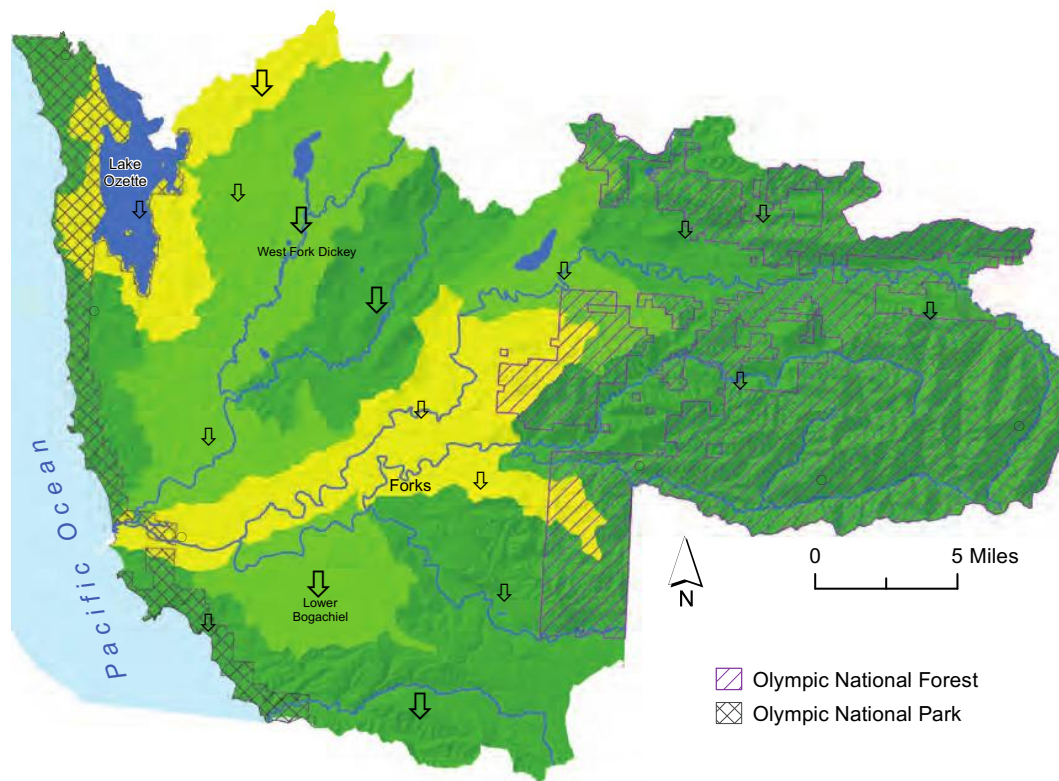 Lake
Ozette
West Fork Dickey
Forks
Lower
Bogachiel
Pacific Ocean
N
0 5 Miles
Olympic National Forest
Olympic National Park